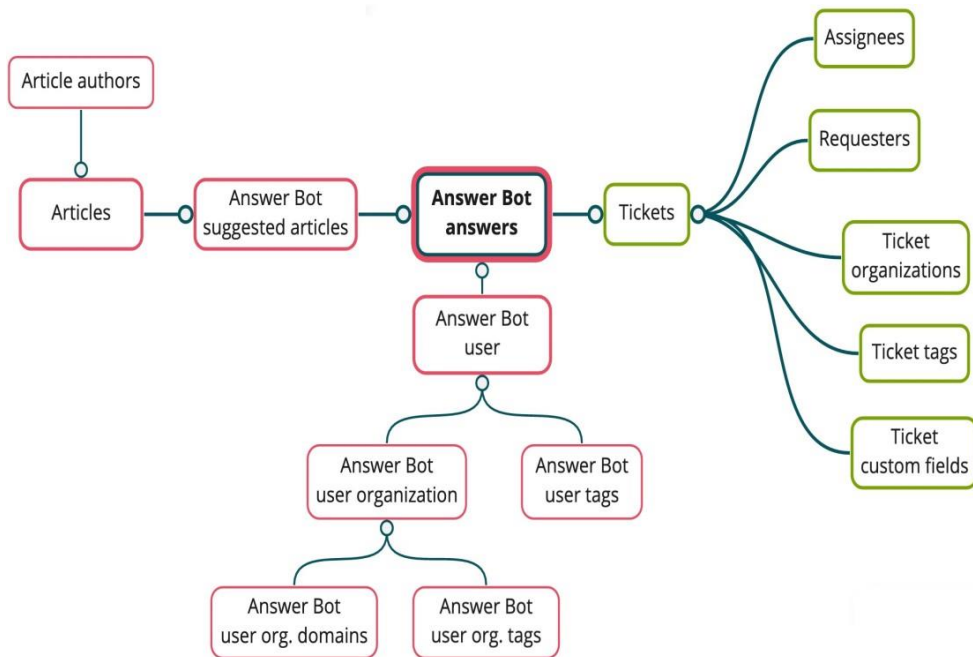 Assignees
Article authors
Requesters
Articles
Answer Bot
suggested articles
Answer Bot
answers
Tickets
Ticket
organizations
Answer Bot
user
Ticket tags
Ticket
custom fields
Answer Bot
user organization
Answer Bot
user tags
Answer Bot
user org. domains
Answer Bot
user org. tags